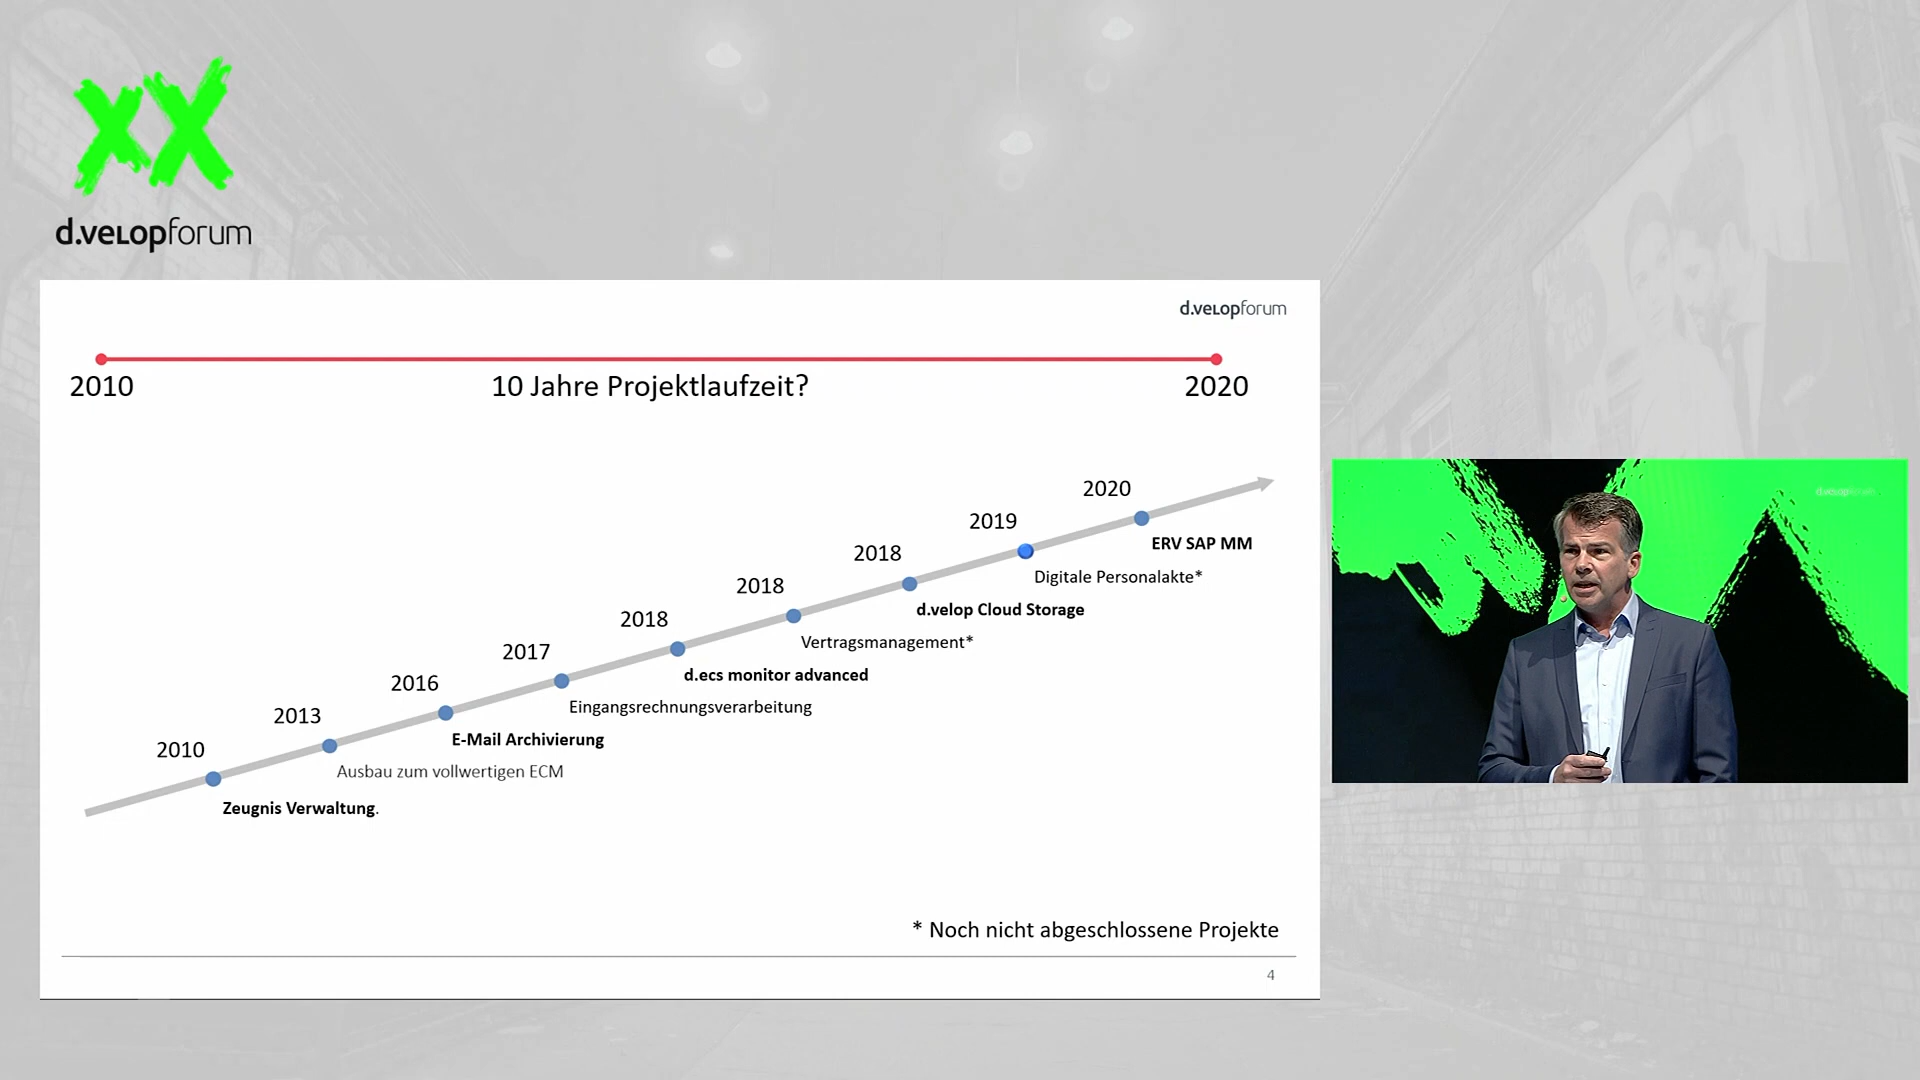 xX
d.velopforum
d.velopforum
2010
10 Jahre Projektlaufzeit?
2020
2020
2019
ERV SAP MM
2018
Digitale Personalakte*
2018
d.velop Cloud Storage
2018
Vertragsmanagement*
2017
d.ecs monitor advanced
2016
Eingangsrechnungsverarbeitung
2013
E-Mail Archivierung
2010
Ausbau zum vollwertigen ECM
Zeugnis Verwaltung.
* Noch nicht abgeschlossene Projekte
4
d.velopforum